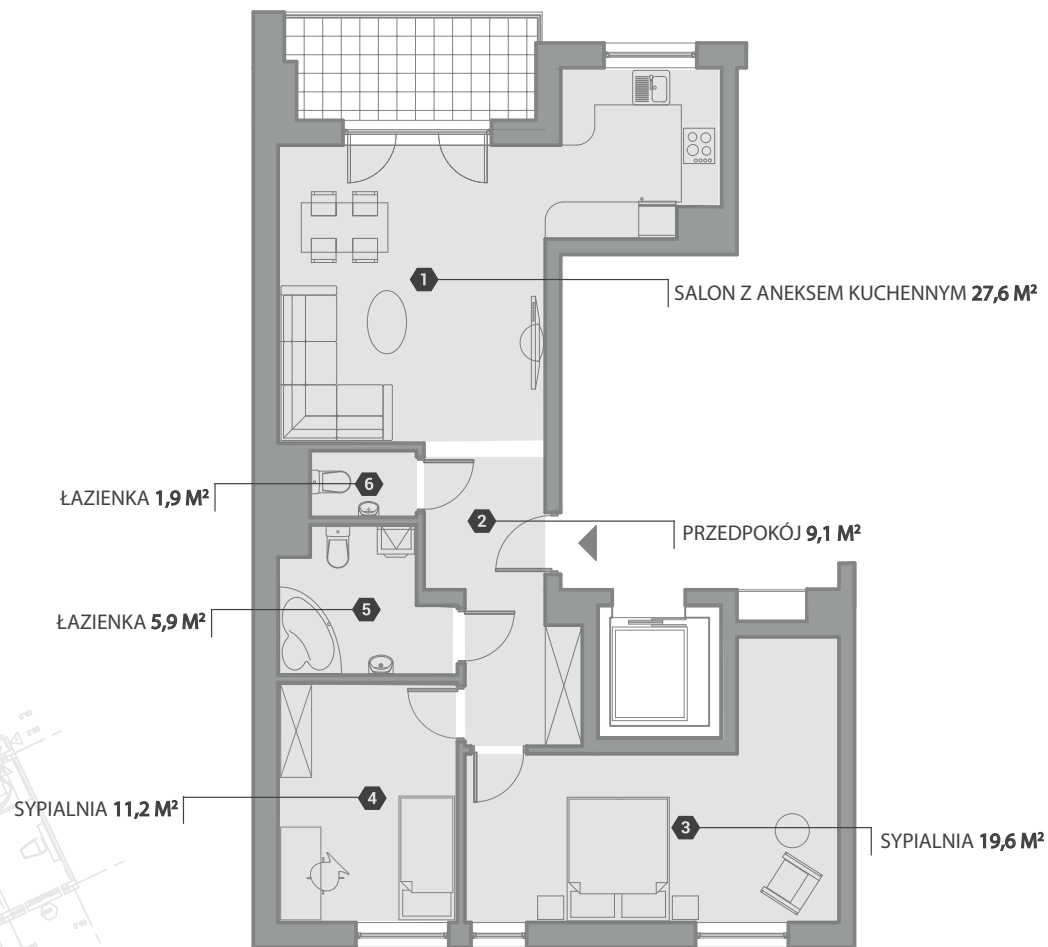 1
SALON Z ANEKSEM KUCHENNYM 27,6 M²
6
ŁAZIENKA 1,9 M²
2
PRZEDPOKÓJ 9,1 M²
5
ŁAZIENKA 5,9 M²
4
SYPIALNIA 11,2 M²
3
SYPIALNIA 19,6 M²